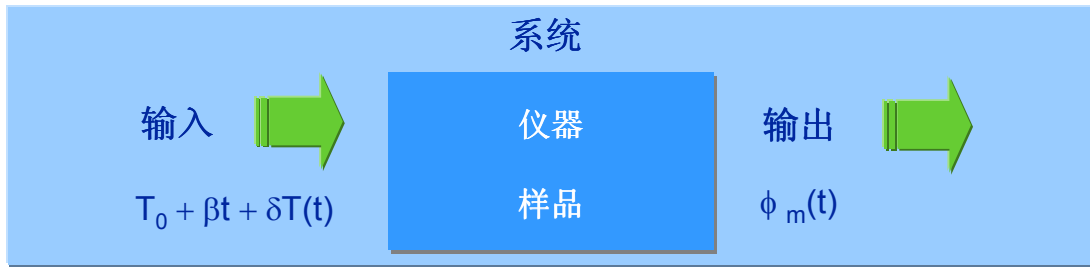 系统
输入 仪器 输出
T₀ + βt + δT(t) 样品 ϕ m(t)